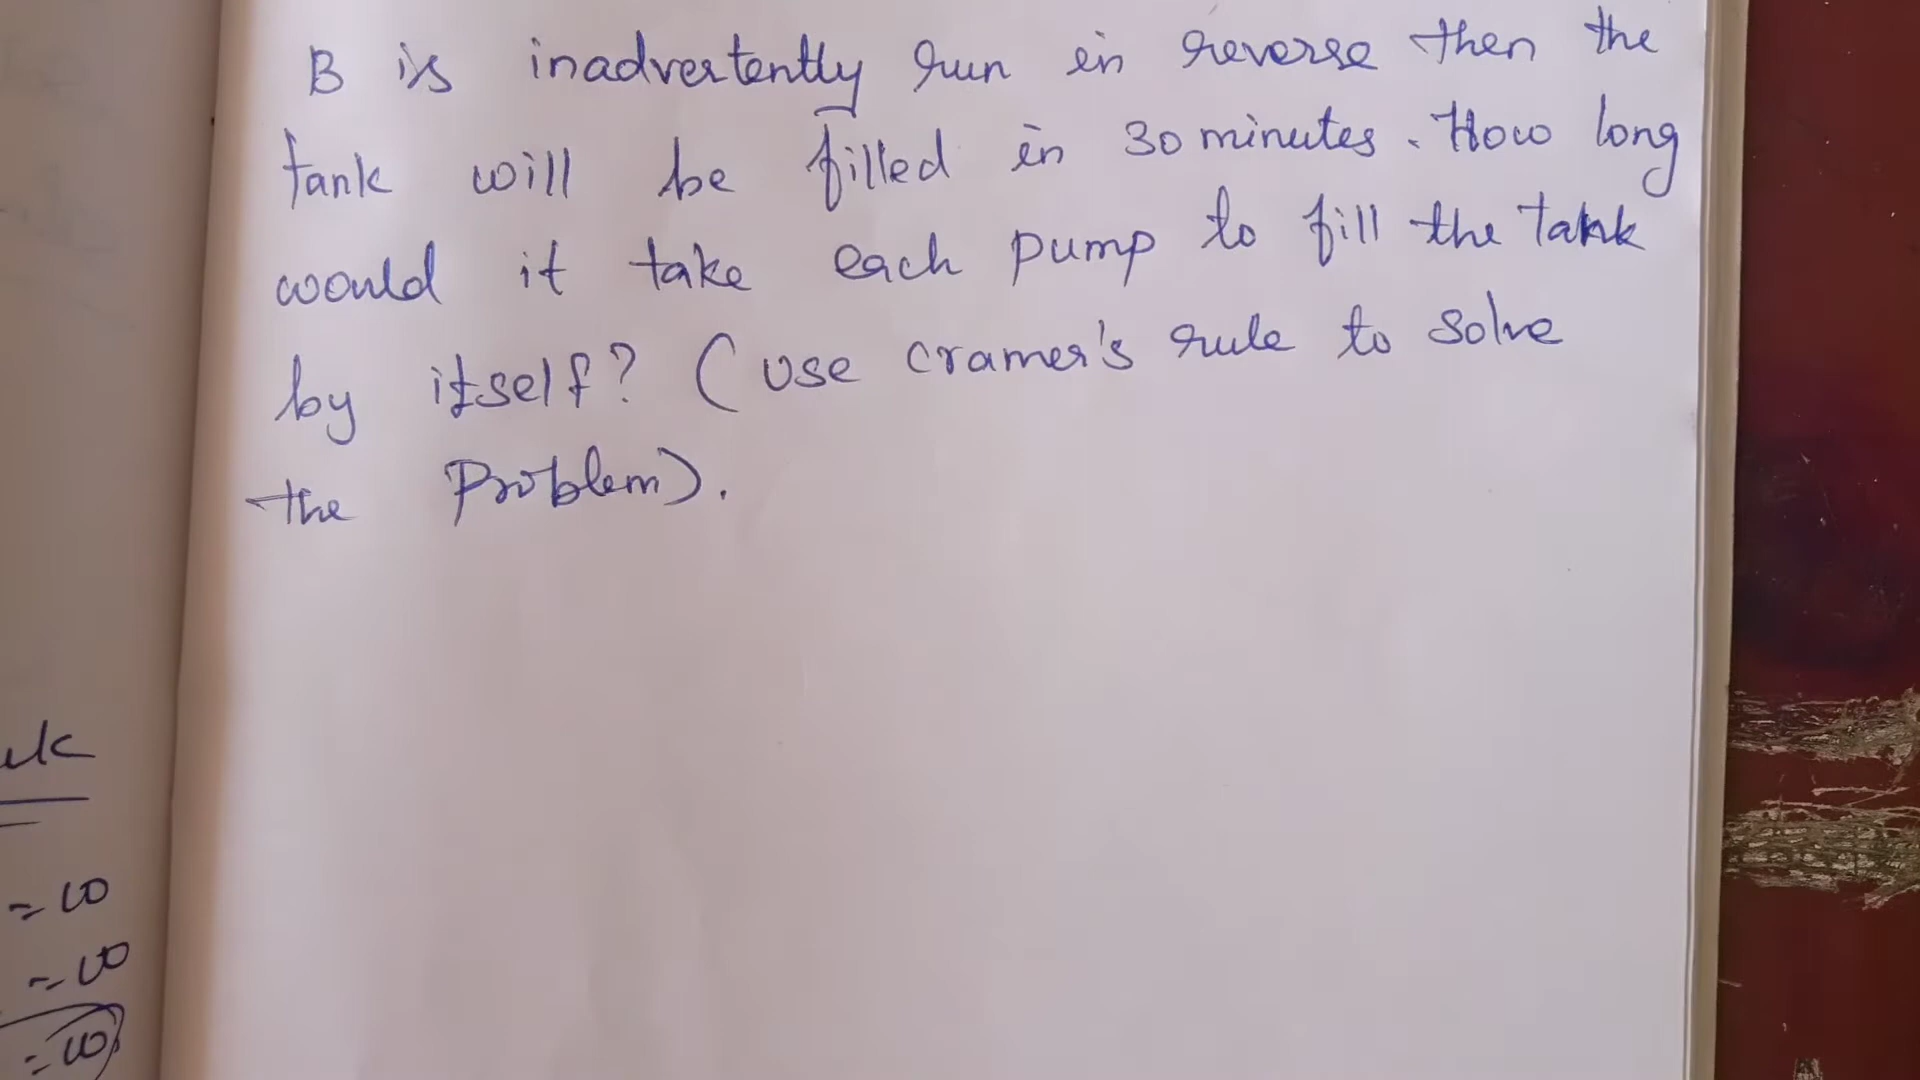 B is inadvertently run in reverse then the
tank will be filled in 30 minutes. How long
would it take each pump to fill the tank
by itself? (use cramer's rule to solve
the Problem).